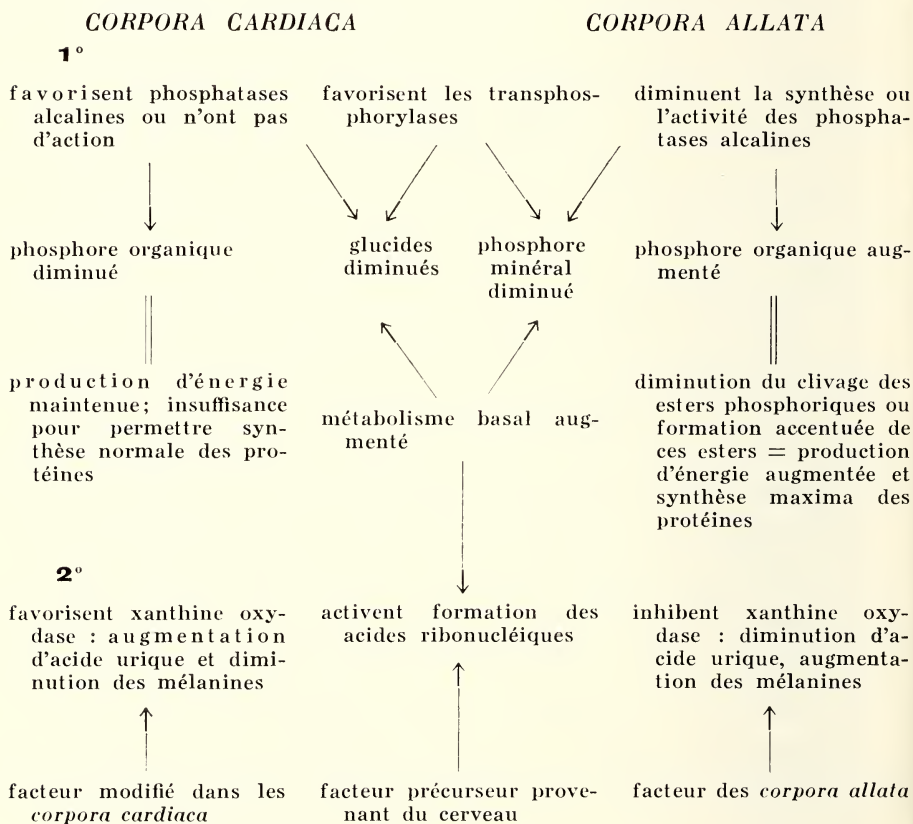 CORPORA CARDIACA
CORPORA ALLATA
1°
favorisent phosphatases
alcalines ou n'ont pas
d'action
favorisent les transphos-
phorylases
diminuent la synthèse ou
l'activité des phospha-
tases alcalines
phosphore organique
diminué
glucides
diminués
phosphore
minéral
diminué
phosphore organique aug-
menté
production d'énergie
maintenue; insuffisance
pour permettre syn-
thèse normale des pro-
téines
métabolisme basal aug-
menté
diminution du clivage des
esters phosphoriques ou
formation accentuée de
ces esters = production
d'énergie augmentée et
synthèse maxima des
protéines
2°
favorisent xanthine oxy-
dase : augmentation
d'acide urique et dimi-
nution des mélanines
activent formation des
acides ribonucléiques
inhibent xanthine oxy-
dase : diminution d'a-
cide urique, augmenta-
tion des mélanines
facteur modifié dans les
corpora cardiaca
facteur précurseur prove-
nant du cerveau
facteur des corpora allata